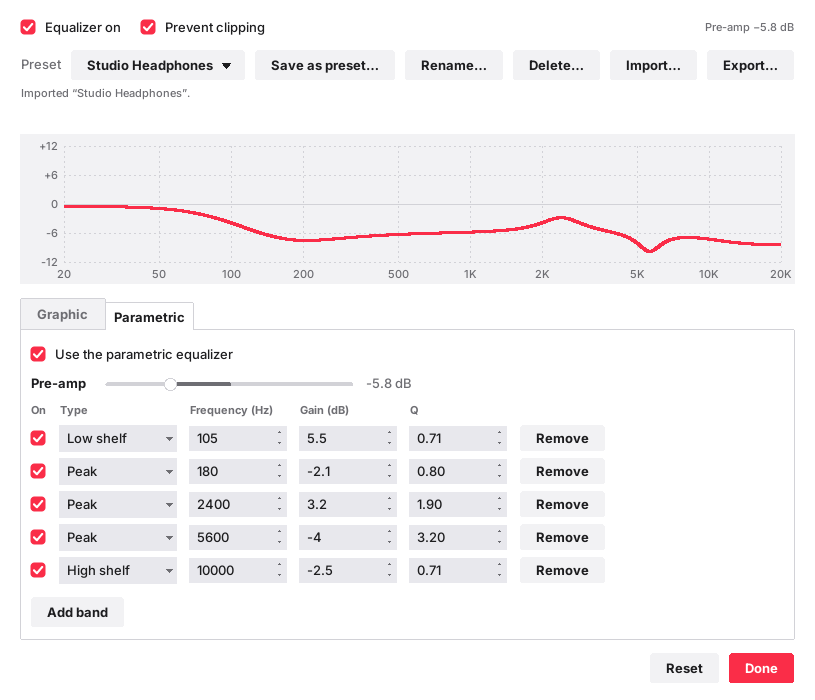 Equalizer on Prevent clipping Pre-amp −5.8 dB
Preset Studio Headphones Save as preset... Rename... Delete... Import... Export...
Imported “Studio Headphones”.
+12
+6
0
-6
-12
20 50 100 200 500 1K 2K 5K 10K 20K
Graphic Parametric
Use the parametric equalizer
Pre-amp -5.8 dB
On Type Frequency (Hz) Gain (dB) Q
Low shelf 105 5.5 0.71 Remove
Peak 180 -2.1 0.80 Remove
Peak 2400 3.2 1.90 Remove
Peak 5600 -4 3.20 Remove
High shelf 10000 -2.5 0.71 Remove
Add band
Reset Done